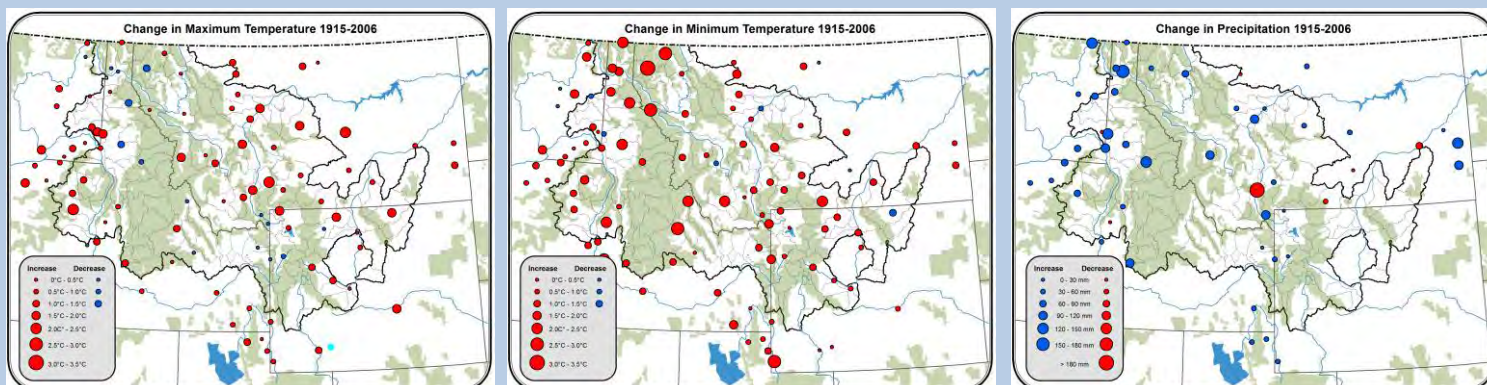 Change in Maximum Temperature 1915-2006
Increase Decrease
0°C - 0.5°C
0.5°C - 1.0°C
1.0°C - 1.5°C
1.5°C - 2.0°C
2.0C° - 2.5°C
2.5°C - 3.0°C
3.0°C - 3.5°C
Change in Minimum Temperature 1915-2006
Increase Decrease
0°C - 0.5°C
0.5°C - 1.0°C
1.0°C - 1.5°C
1.5°C - 2.0°C
2.0C° - 2.5°C
2.5°C - 3.0°C
3.0°C - 3.5°C
Change in Precipitation 1915-2006
Increase Decrease
0 - 30 mm
30 - 60 mm
60 - 90 mm
90 - 120 mm
120 - 150 mm
150 - 180 mm
> 180 mm